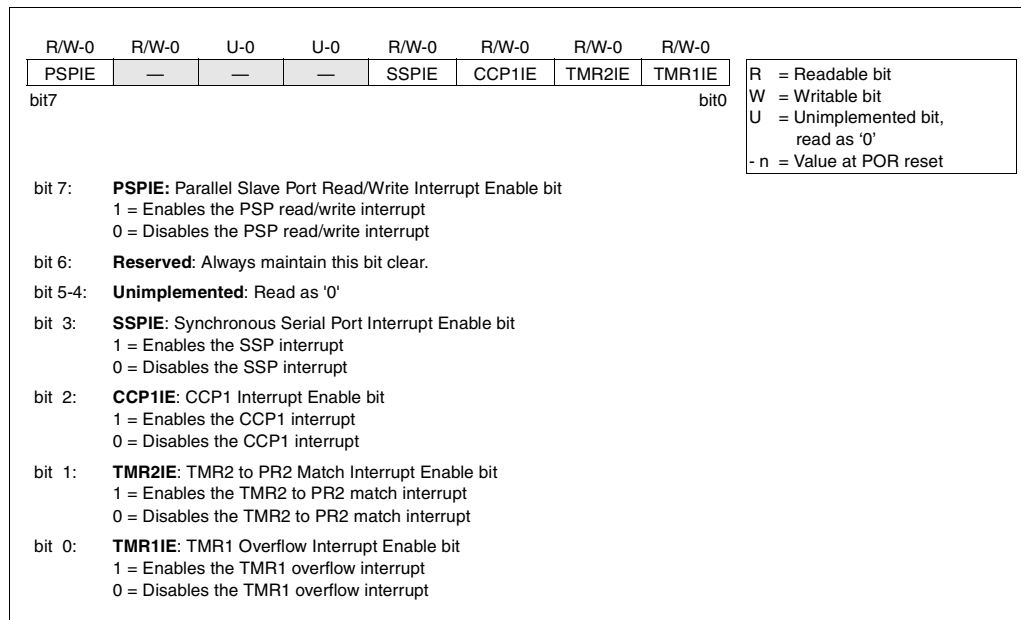 R/W-0 R/W-0 U-0 U-0 R/W-0 R/W-0 R/W-0 R/W-0
PSPIE — — — SSPIE CCP1IE TMR2IE TMR1IE
bit7 bit0
R = Readable bit
W = Writable bit
U = Unimplemented bit,
read as ‘0’
- n = Value at POR reset
bit 7: PSPIE: Parallel Slave Port Read/Write Interrupt Enable bit
1 = Enables the PSP read/write interrupt
0 = Disables the PSP read/write interrupt
bit 6: Reserved: Always maintain this bit clear.
bit 5-4: Unimplemented: Read as '0'
bit 3: SSPIE: Synchronous Serial Port Interrupt Enable bit
1 = Enables the SSP interrupt
0 = Disables the SSP interrupt
bit 2: CCP1IE: CCP1 Interrupt Enable bit
1 = Enables the CCP1 interrupt
0 = Disables the CCP1 interrupt
bit 1: TMR2IE: TMR2 to PR2 Match Interrupt Enable bit
1 = Enables the TMR2 to PR2 match interrupt
0 = Disables the TMR2 to PR2 match interrupt
bit 0: TMR1IE: TMR1 Overflow Interrupt Enable bit
1 = Enables the TMR1 overflow interrupt
0 = Disables the TMR1 overflow interrupt